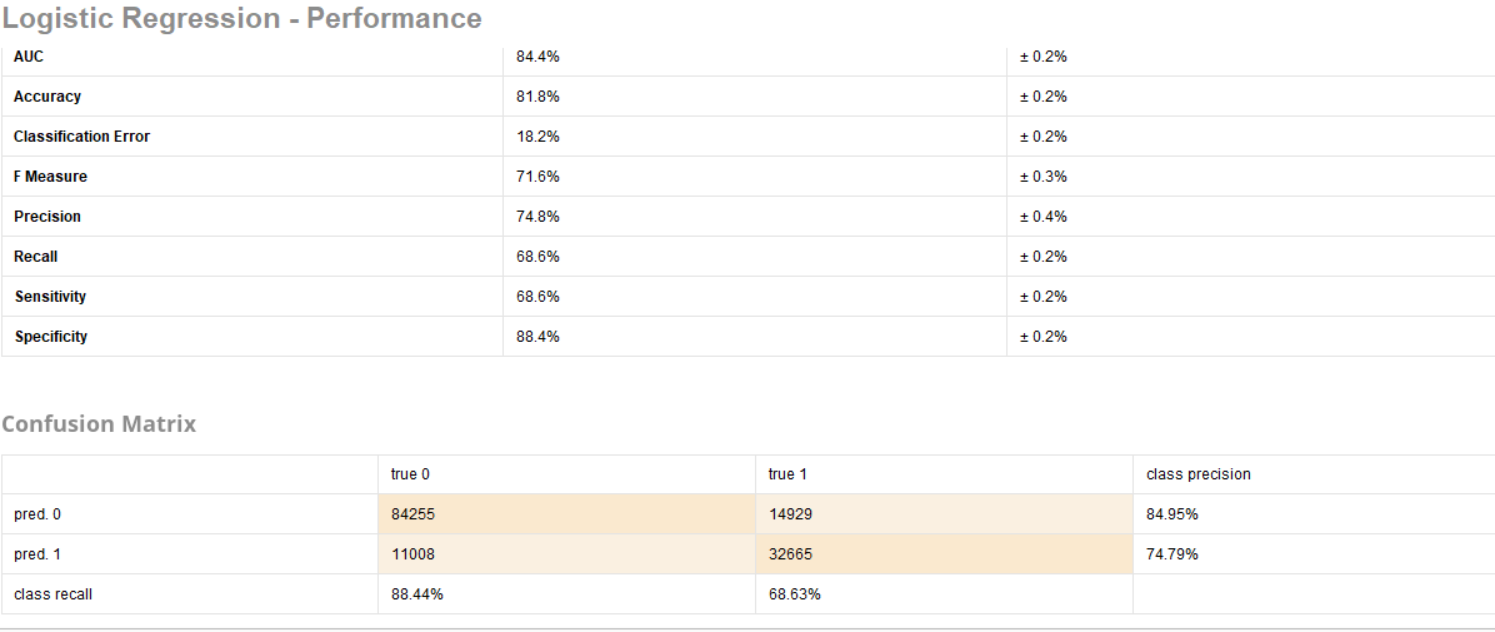 Logistic Regression - Performance
AUC 84.4% ± 0.2%
Accuracy 81.8% ± 0.2%
Classification Error 18.2% ± 0.2%
F Measure 71.6% ± 0.3%
Precision 74.8% ± 0.4%
Recall 68.6% ± 0.2%
Sensitivity 68.6% ± 0.2%
Specificity 88.4% ± 0.2%
Confusion Matrix
true 0 true 1 class precision
pred. 0 84255 14929 84.95%
pred. 1 11008 32665 74.79%
class recall 88.44% 68.63%